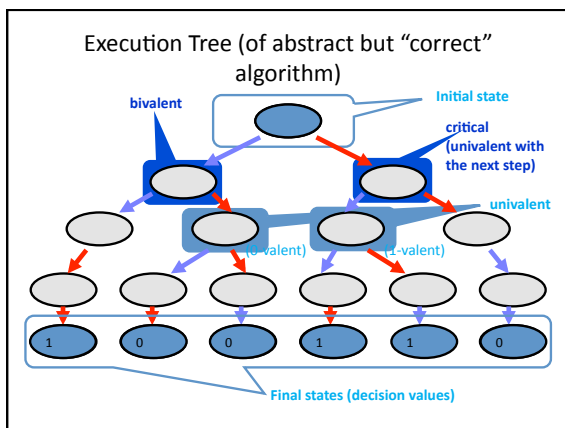 Execution Tree (of abstract but “correct”
algorithm)
Initial state
bivalent
critical
(univalent with
the next step)
univalent
(0-valent)
(1-valent)
1 0 0 1 1 0
Final states (decision values)